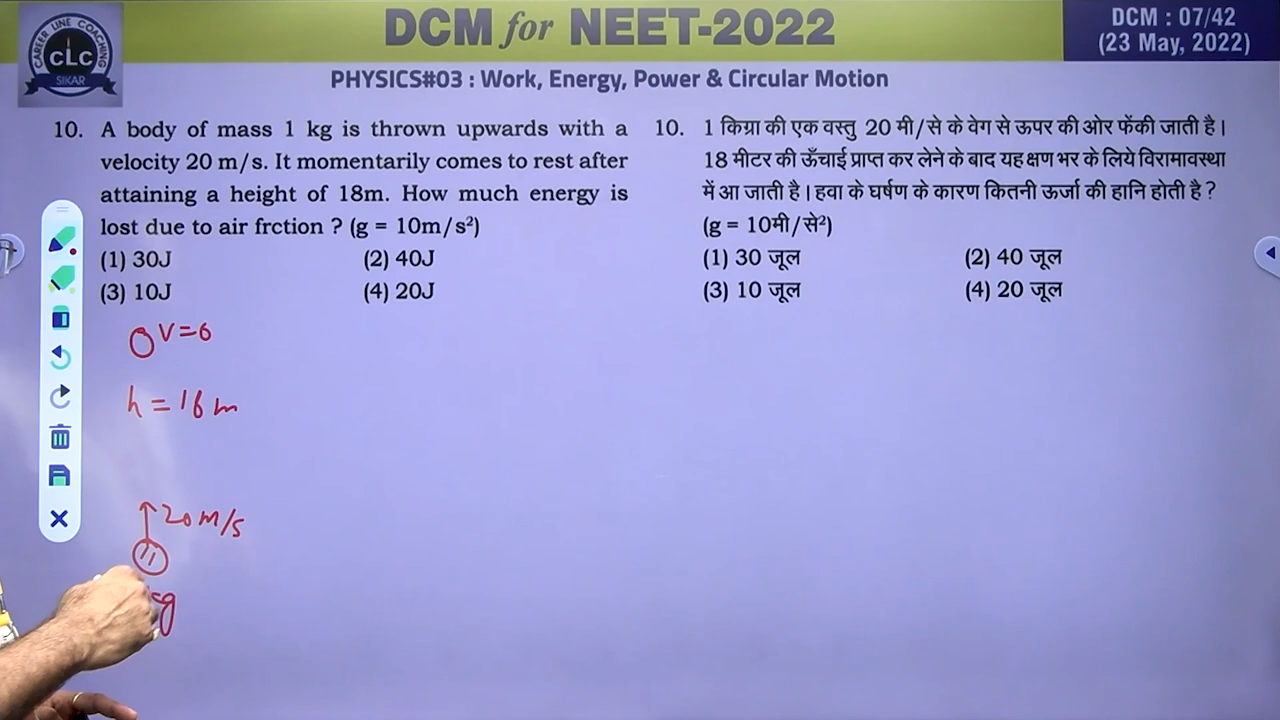 DCM for NEET-2022
DCM : 07/42
(23 May, 2022)
CAREER LINE COACHING
CLC
SIKAR
PHYSICS#03 : Work, Energy, Power & Circular Motion
10. A body of mass 1 kg is thrown upwards with a
velocity 20 m/s. It momentarily comes to rest after
attaining a height of 18m. How much energy is
lost due to air frction ? (g = 10m/s²)
(1) 30J (2) 40J
(3) 10J (4) 20J
10. 1 किग्रा की एक वस्तु 20 मी/से के वेग से ऊपर की ओर फेंकी जाती है।
18 मीटर की ऊँचाई प्राप्त कर लेने के बाद यह क्षण भर के लिये विरामावस्था
में आ जाती है। हवा के घर्षण के कारण कितनी ऊर्जा की हानि होती है ?
(g = 10मी/से²)
(1) 30 जूल (2) 40 जूल
(3) 10 जूल (4) 20 जूल
V=0
h = 18 m
20 m/s